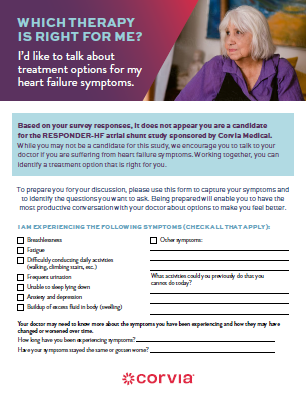 WHICH THERAPY
IS RIGHT FOR ME?
I'd like to talk about
treatment options for my
heart failure symptoms.
Based on your survey responses, it does not appear you are a candidate
for the RESPONDER-HF atrial shunt study sponsored by Corvia Medical.
While you may not be a candidate for this study, we encourage you to talk to your
doctor if you are suffering from heart failure symptoms. Working together, you can
identify a treatment option that is right for you.
To prepare you for your discussion, please use this form to capture your symptoms and
to identify the questions you want to ask. Being prepared will enable you to have the
most productive conversation with your doctor about options to make you feel better.
I AM EXPERIENCING THE FOLLOWING SYMPTOMS (CHECK ALL THAT APPLY):
Breathlessness
Fatigue
Difficulty conducting daily activities
(walking, climbing stairs, etc.)
Frequent urination
Unable to sleep lying down
Anxiety and depression
Buildup of excess fluid in body (swelling)
Other symptoms:
What activities could you previously do that you
cannot do today?
Your doctor may need to know more about the symptoms you have been experiencing and how they may have
changed or worsened over time.
How long have you been experiencing symptoms?
Have your symptoms stayed the same or gotten worse?
corvia